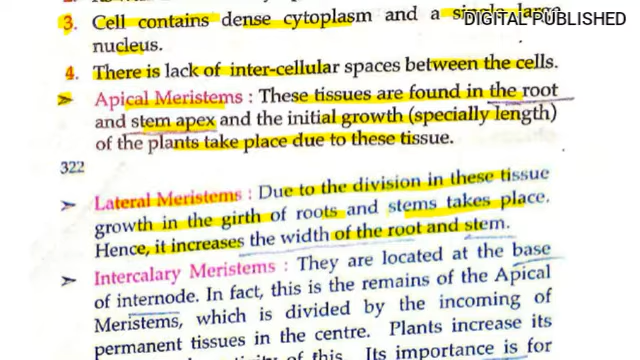 DIGITAL PUBLISHED
3. Cell contains dense cytoplasm and a single large
nucleus.
4. There is lack of inter-cellular spaces between the cells.
➢ Apical Meristems : These tissues are found in the root
and stem apex and the initial growth (specially length)
of the plants take place due to these tissue.
322
➢ Lateral Meristems : Due to the division in these tissue
growth in the girth of roots and stems takes place.
Hence, it increases the width of the root and stem.
➢ Intercalary Meristems : They are located at the base
of internode. In fact, this is the remains of the Apical
Meristems, which is divided by the incoming of
permanent tissues in the centre. Plants increase its
of this. Its importance is for